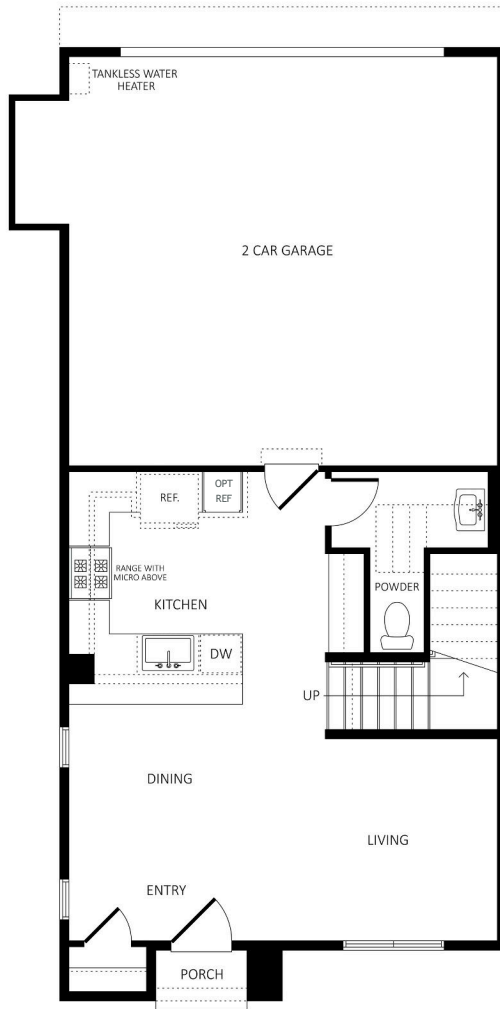 TANKLESS WATER
HEATER
2 CAR GARAGE
REF.
OPT
REF
RANGE WITH
MICRO ABOVE
KITCHEN
POWDER
DW
UP
DINING
LIVING
ENTRY
PORCH